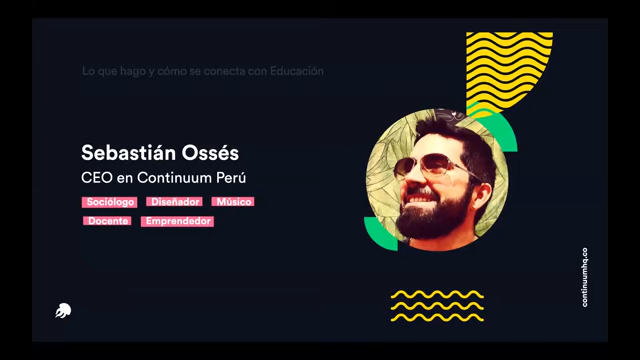 Lo que hago y cómo se conecta con Educación
Sebastián Ossés
CEO en Continuum Perú
Sociólogo Diseñador Músico
Docente Emprendedor
continuumhq.co